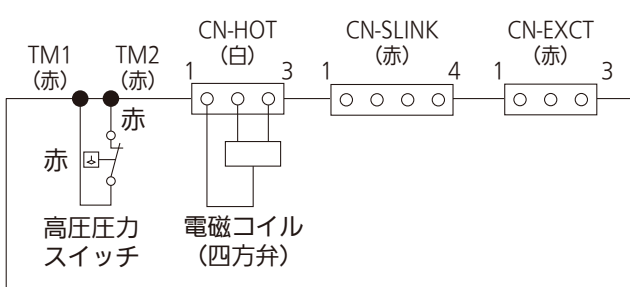 CN-HOT
(白)
CN-SLINK
(赤)
CN-EXCT
(赤)
TM1
(赤)
TM2
(赤)
1 3
1 4
1 3
赤
赤
高圧圧力
スイッチ
電磁コイル
(四方弁)